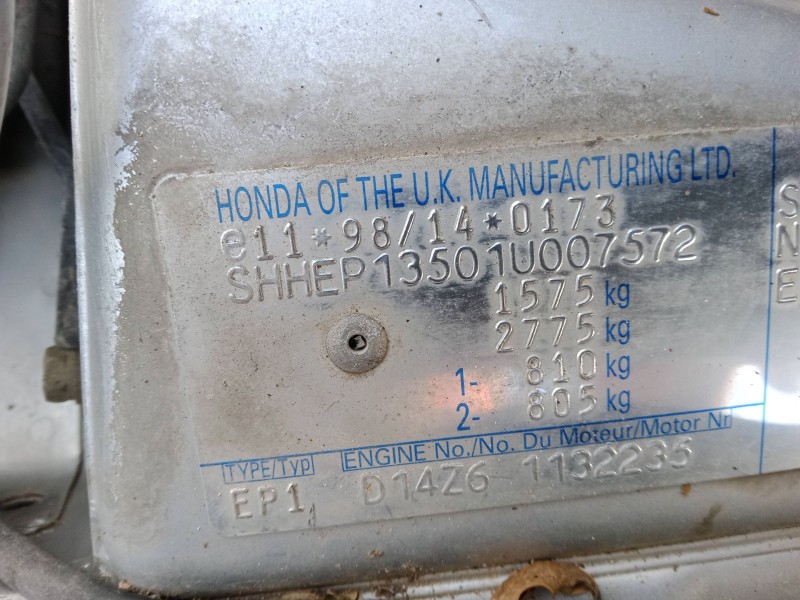 HONDA OF THE U.K. MANUFACTURING LTD.
e11*98/14*0173
SHHEP13501U007572
1575 kg
2775 kg
1- 810 kg
2- 805 kg
TYPE/Typ ENGINE No./No. Du Moteur/Motor Nr
EP1 D14Z6 1132235
S
N
E